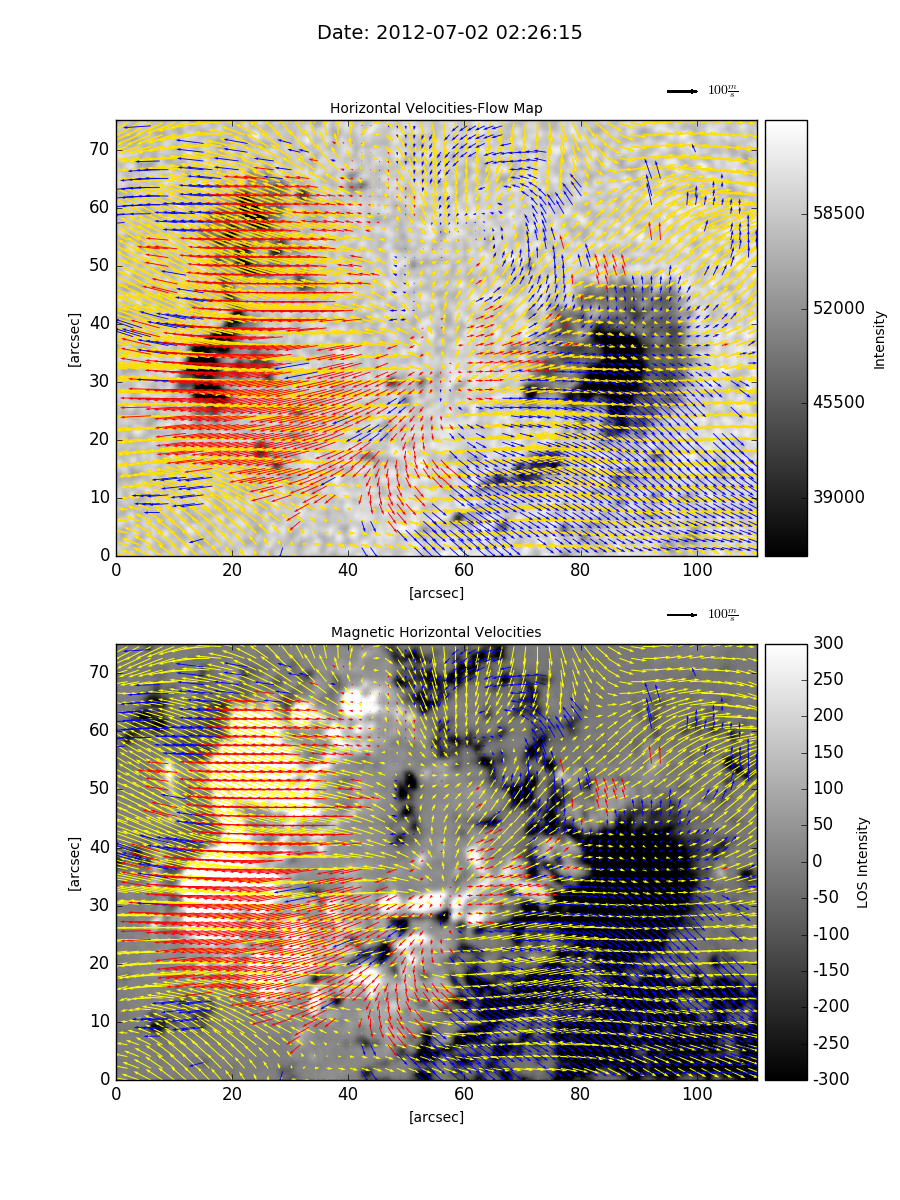 Date: 2012-07-02 02:26:15
100 m/s
Horizontal Velocities-Flow Map
70
60
50
40
30
20
10
0
[arcsec]
0 20 40 60 80 100
[arcsec]
58500
52000
45500
39000
Intensity
100 m/s
Magnetic Horizontal Velocities
70
60
50
40
30
20
10
0
[arcsec]
0 20 40 60 80 100
[arcsec]
300
250
200
150
100
50
0
-50
-100
-150
-200
-250
-300
LOS Intensity